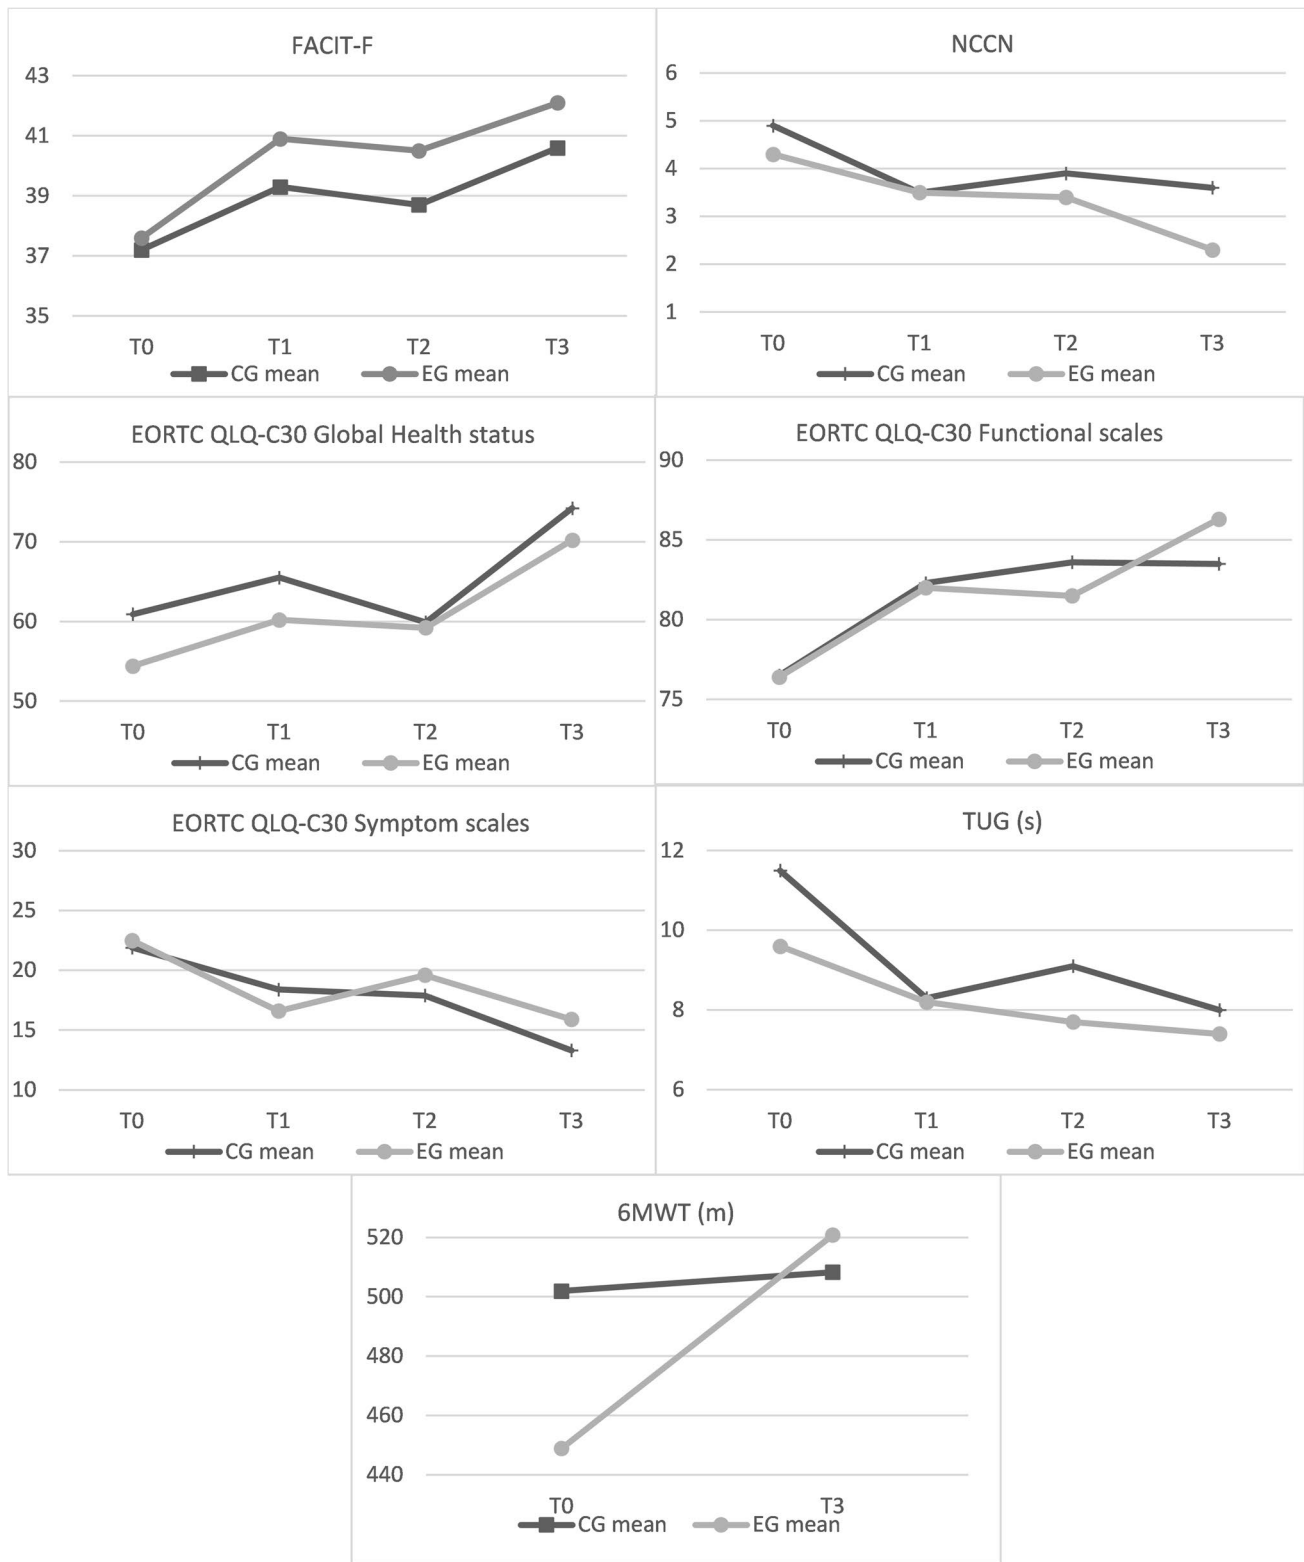 FACIT-F
43
41
39
37
35
T0 T1 T2 T3
CG mean EG mean
NCCN
6
5
4
3
2
1
T0 T1 T2 T3
CG mean EG mean
EORTC QLQ-C30 Global Health status
80
70
60
50
T0 T1 T2 T3
CG mean EG mean
EORTC QLQ-C30 Functional scales
90
85
80
75
T0 T1 T2 T3
CG mean EG mean
EORTC QLQ-C30 Symptom scales
30
25
20
15
10
T0 T1 T2 T3
CG mean EG mean
TUG (s)
12
10
8
6
T0 T1 T2 T3
CG mean EG mean
6MWT (m)
520
500
480
460
440
T0 T3
CG mean EG mean